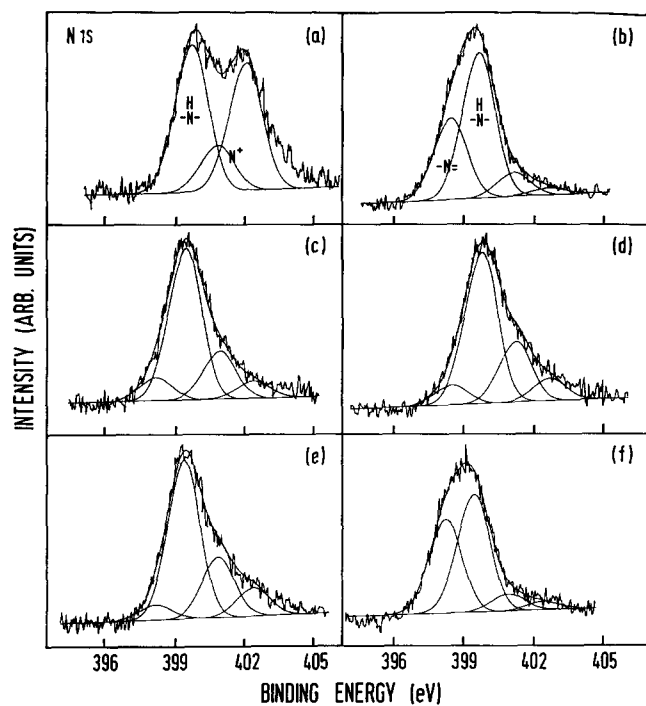 N 1s
(a)
H
-N-
N+
(b)
H
-N-
-N=
(c)
(d)
(e)
(f)
396 399 402 405
396 399 402 405
INTENSITY (ARB. UNITS)
BINDING ENERGY (eV)